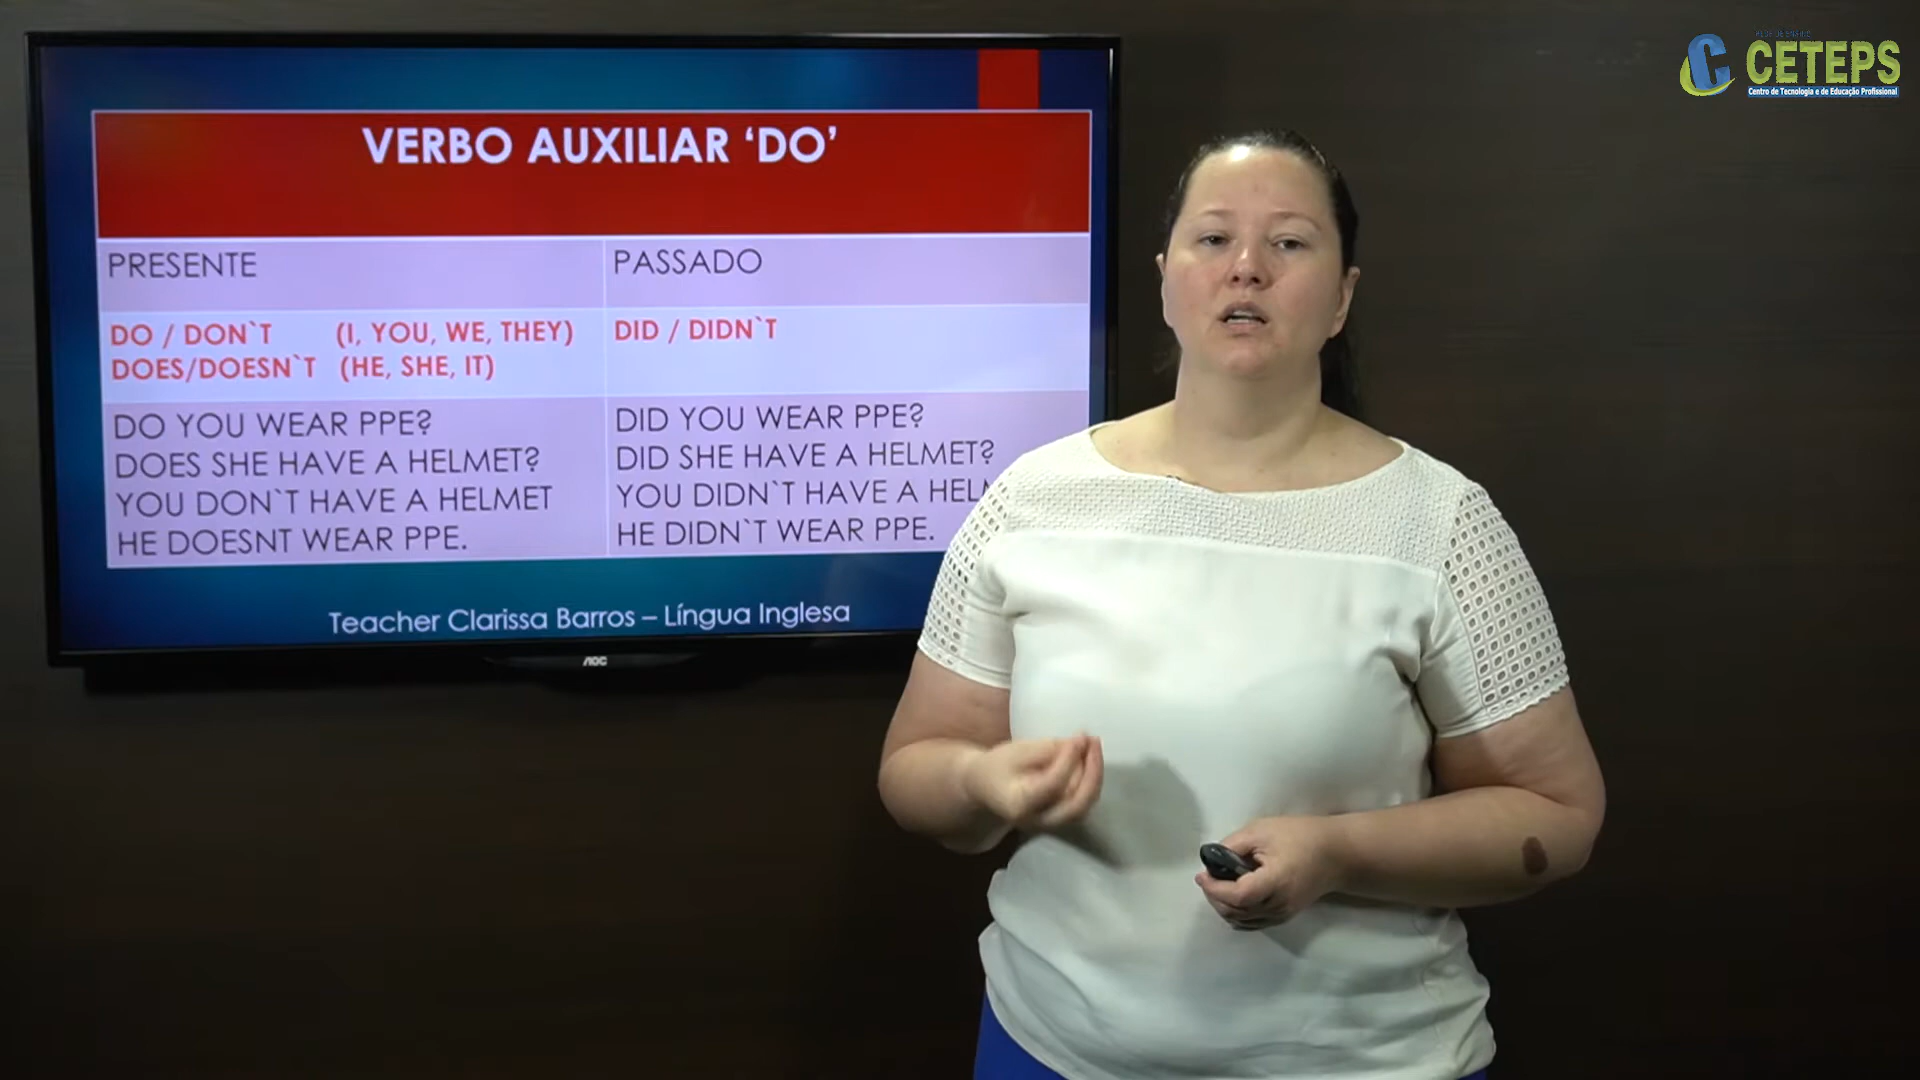 CETEPS
Centro de Tecnologia e de Educação Profissional
VERBO AUXILIAR ‘DO’
PRESENTE
PASSADO
DO / DON`T (I, YOU, WE, THEY)
DOES/DOESN`T (HE, SHE, IT)
DID / DIDN`T
DO YOU WEAR PPE?
DOES SHE HAVE A HELMET?
YOU DON`T HAVE A HELMET
HE DOESNT WEAR PPE.
DID YOU WEAR PPE?
DID SHE HAVE A HELMET?
YOU DIDN`T HAVE A
HE DIDN`T WEAR PPE.
Teacher Clarissa Barros – Língua Inglesa
AOC